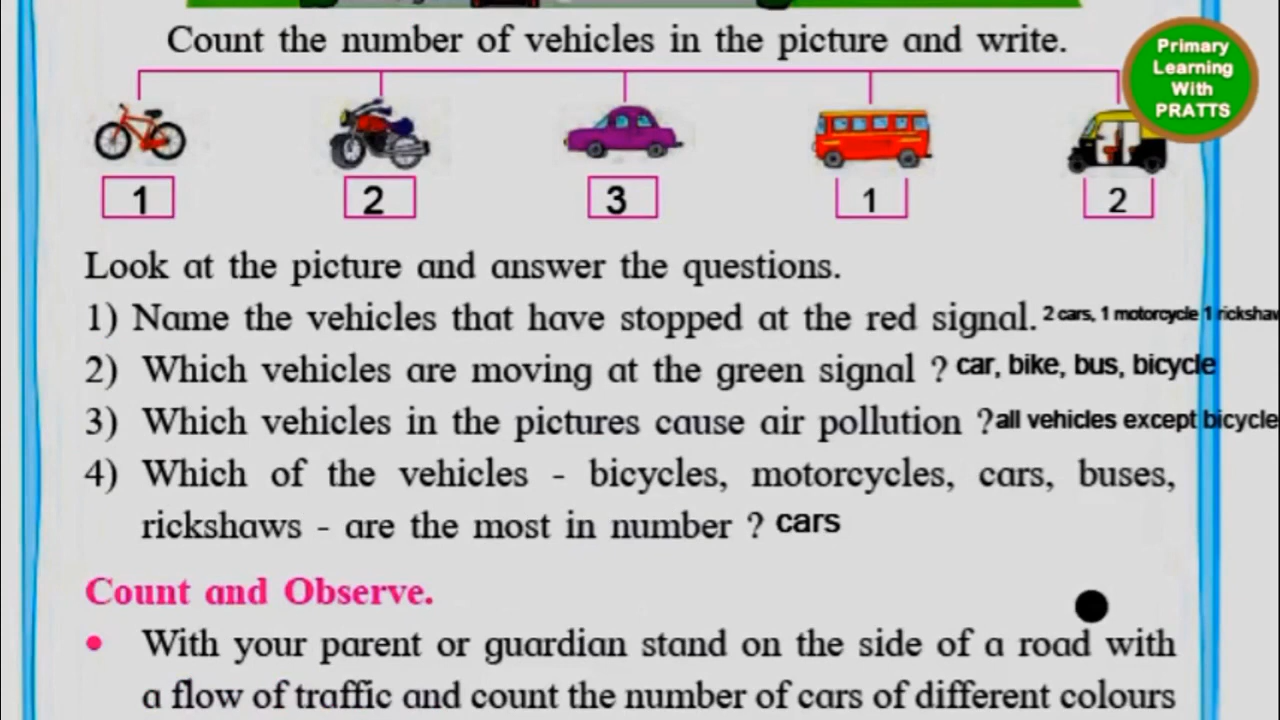 Count the number of vehicles in the picture and write.
Primary
Learning
With
PRATTS
1 2 3 1 2
Look at the picture and answer the questions.
1) Name the vehicles that have stopped at the red signal. 2 cars, 1 motorcycle 1 rickshaw
2) Which vehicles are moving at the green signal ? car, bike, bus, bicycle
3) Which vehicles in the pictures cause air pollution ? all vehicles except bicycle
4) Which of the vehicles - bicycles, motorcycles, cars, buses,
rickshaws - are the most in number ? cars
Count and Observe.
• With your parent or guardian stand on the side of a road with
a flow of traffic and count the number of cars of different colours